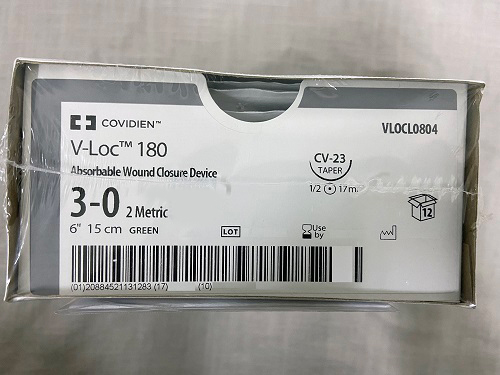 COVIDIEN™
VLOCL0804
V-Loc™ 180
Absorbable Wound Closure Device
CV-23
TAPER
1/2 17m
3-0 2 Metric
6" 15 cm GREEN
LOT
Use by
12
(01)20884521131283 (17) (10)